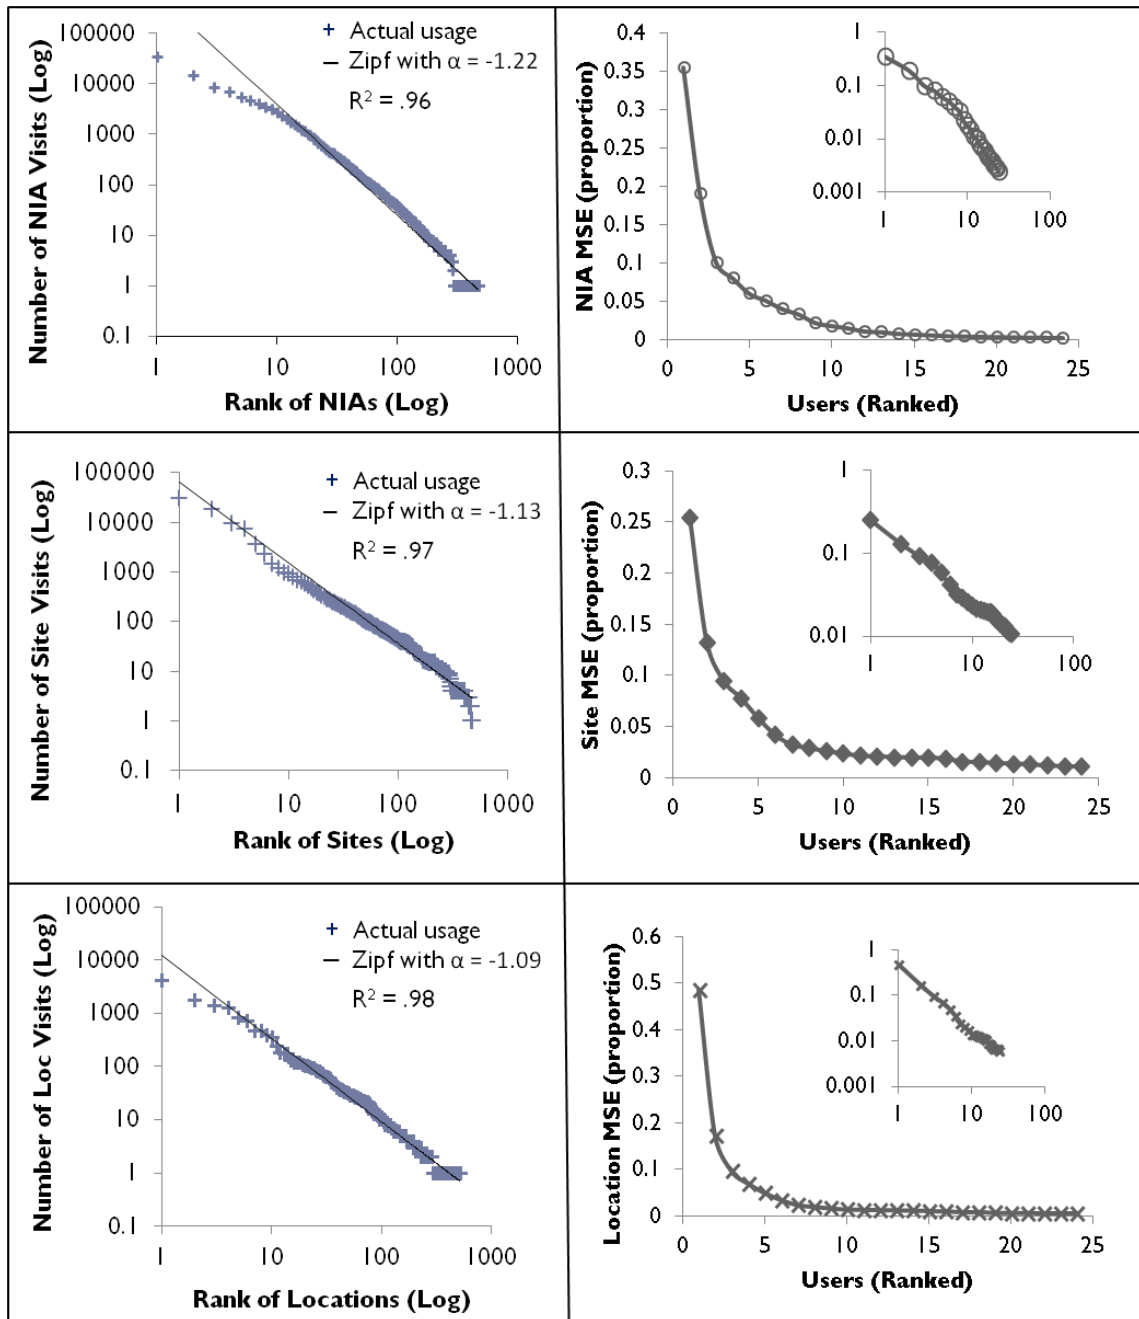 100000
10000
1000
100
10
1
0.1
Number of NIA Visits (Log)
+ Actual usage
— Zipf with α = -1.22
R² = .96
1 10 100 1000
Rank of NIAs (Log)
0.4
0.35
0.3
0.25
0.2
0.15
0.1
0.05
0
NIA MSE (proportion)
1
0.1
0.01
0.001
1 10 100
0 5 10 15 20 25
Users (Ranked)
100000
10000
1000
100
10
1
0.1
Number of Site Visits (Log)
+ Actual usage
— Zipf with α = -1.13
R² = .97
1 10 100 1000
Rank of Sites (Log)
0.3
0.25
0.2
0.15
0.1
0.05
0
Site MSE (proportion)
1
0.1
0.01
1 10 100
0 5 10 15 20 25
Users (Ranked)
100000
10000
1000
100
10
1
0.1
Number of Loc Visits (Log)
+ Actual usage
— Zipf with α = -1.09
R² = .98
1 10 100 1000
Rank of Locations (Log)
0.6
0.5
0.4
0.3
0.2
0.1
0
Location MSE (proportion)
1
0.1
0.01
0.001
1 10 100
0 5 10 15 20 25
Users (Ranked)